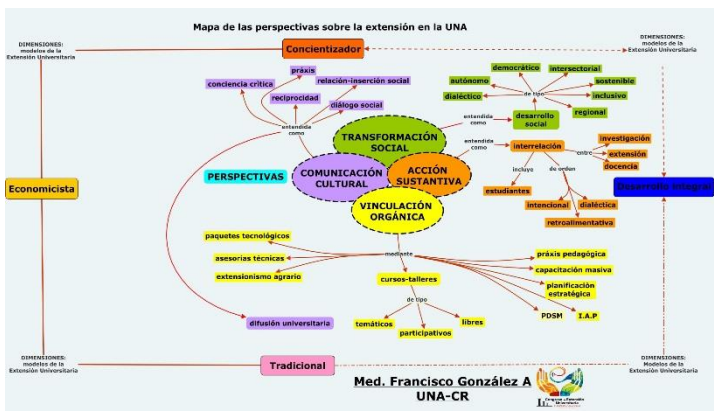 Mapa de las perspectivas sobre la extensión en la UNA
DIMENSIONES:
modelos de la
Extensión Universitaria
Concientizador
DIMENSIONES:
modelos de la
Extensión Universitaria
práxis
conciencia crítica
relación-inserción social
reciprocidad
diálogo social
entendida
como
democrático
intersectorial
autónomo
sostenible
de tipo
dialéctico
inclusivo
regional
desarrollo
social
entendida
como
TRANSFORMACIÓN
SOCIAL
entendida
como
interrelación
entre
investigación
extensión
docencia
incluye
de orden
estudiantes
intencional
dialéctica
retroalimentativa
Economicista
PERSPECTIVAS
COMUNICACIÓN
CULTURAL
ACCIÓN
SUSTANTIVA
Desarrollo integral
VINCULACIÓN
ORGÁNICA
paquetes tecnológicos
asesorias técnicas
extensionismo agrario
mediante
práxis pedagógica
capacitación masiva
planificación
estratégica
PDSM
I.A.P
cursos-talleres
de tipo
temáticos
participativos
libres
difusión universitaria
DIMENSIONES:
modelos de la
Extensión Universitaria
Tradicional
DIMENSIONES:
Modelos de la
Extensión Universitaria
Med. Francisco González A
UNA-CR